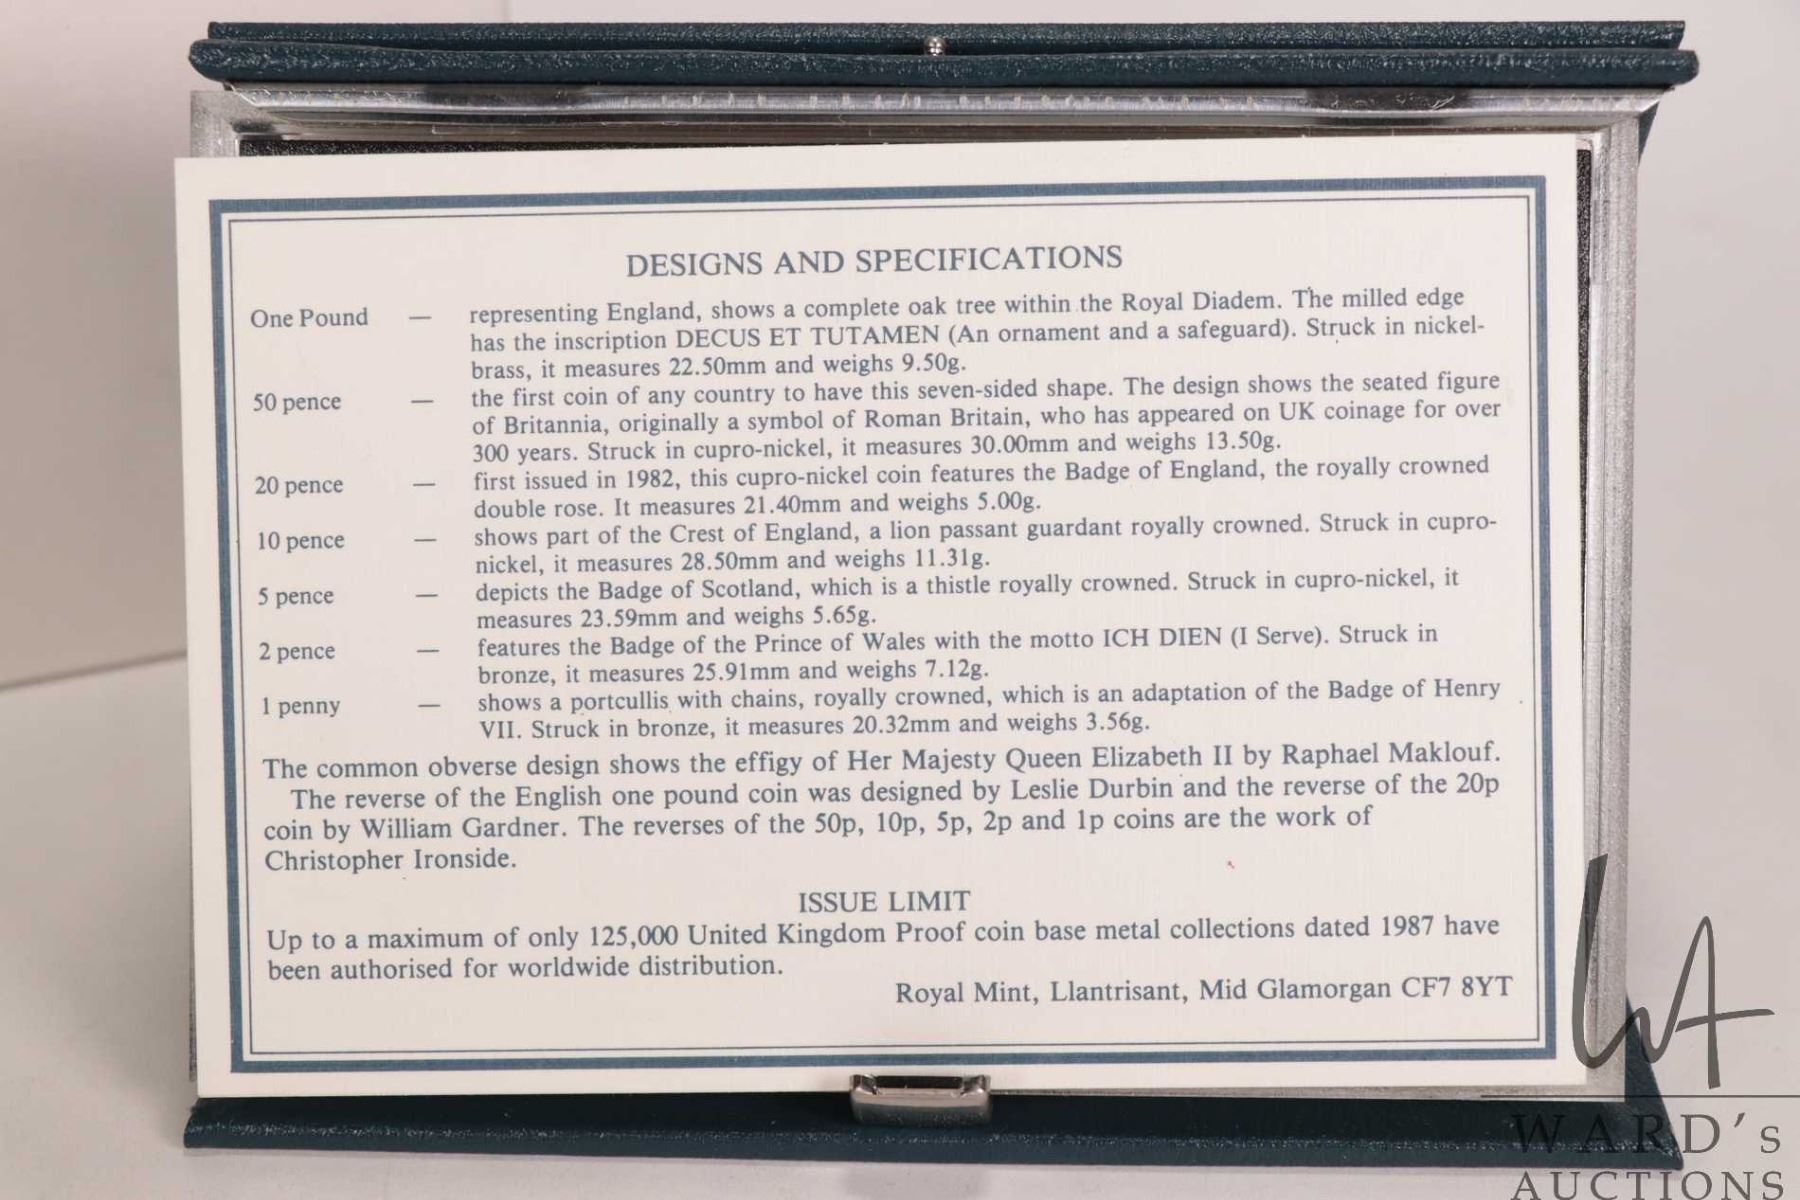 DESIGNS AND SPECIFICATIONS
One Pound — representing England, shows a complete oak tree within the Royal Diadem. The milled edge
has the inscription DECUS ET TUTAMEN (An ornament and a safeguard). Struck in nickel-
brass, it measures 22.50mm and weighs 9.50g.
50 pence — the first coin of any country to have this seven-sided shape. The design shows the seated figure
of Britannia, originally a symbol of Roman Britain, who has appeared on UK coinage for over
300 years. Struck in cupro-nickel, it measures 30.00mm and weighs 13.50g.
20 pence — first issued in 1982, this cupro-nickel coin features the Badge of England, the royally crowned
double rose. It measures 21.40mm and weighs 5.00g.
10 pence — shows part of the Crest of England, a lion passant guardant royally crowned. Struck in cupro-
nickel, it measures 28.50mm and weighs 11.31g.
5 pence — depicts the Badge of Scotland, which is a thistle royally crowned. Struck in cupro-nickel, it
measures 23.59mm and weighs 5.65g.
2 pence — features the Badge of the Prince of Wales with the motto ICH DIEN (I Serve). Struck in
bronze, it measures 25.91mm and weighs 7.12g.
1 penny — shows a portcullis with chains, royally crowned, which is an adaptation of the Badge of Henry
VII. Struck in bronze, it measures 20.32mm and weighs 3.56g.
The common obverse design shows the effigy of Her Majesty Queen Elizabeth II by Raphael Maklouf.
The reverse of the English one pound coin was designed by Leslie Durbin and the reverse of the 20p
coin by William Gardner. The reverses of the 50p, 10p, 5p, 2p and 1p coins are the work of
Christopher Ironside.
ISSUE LIMIT
Up to a maximum of only 125,000 United Kingdom Proof coin base metal collections dated 1987 have
been authorised for worldwide distribution.
Royal Mint, Llantrisant, Mid Glamorgan CF7 8YT
WA
WARD's
AUCTIONS